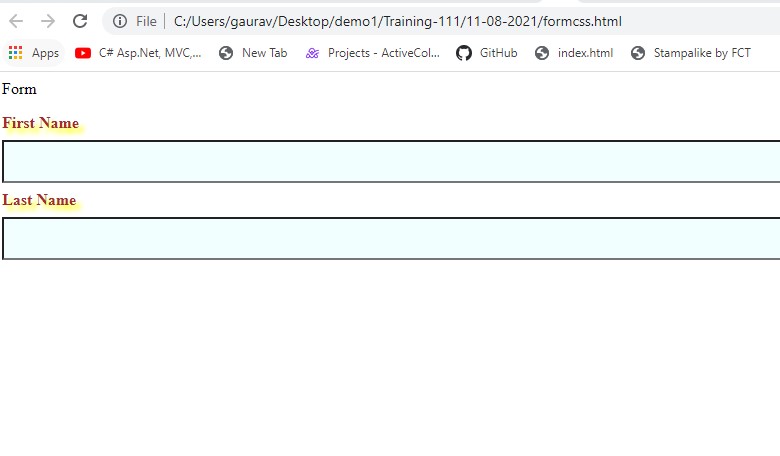 File | C:/Users/gaurav/Desktop/demo1/Training-111/11-08-2021/formcss.html
Apps C# Asp.Net, MVC,... New Tab Projects - ActiveCol... GitHub index.html Stampalike by FCT
Form
First Name
Last Name